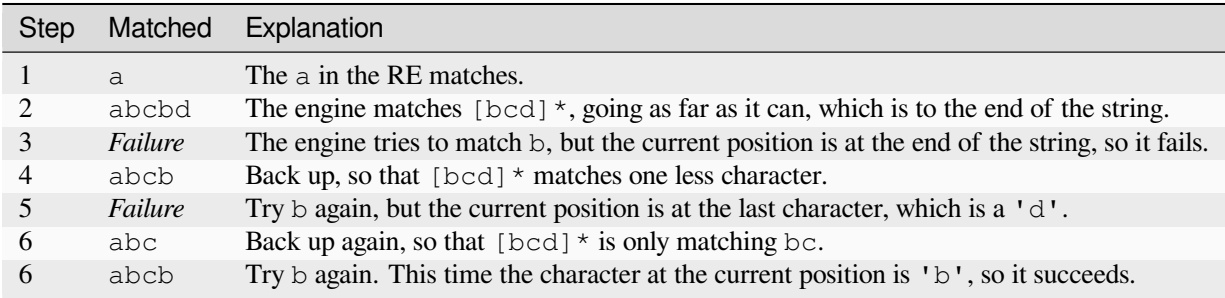 Step Matched Explanation
1 a The a in the RE matches.
2 abcbd The engine matches [bcd]*, going as far as it can, which is to the end of the string.
3 Failure The engine tries to match b, but the current position is at the end of the string, so it fails.
4 abcb Back up, so that [bcd]* matches one less character.
5 Failure Try b again, but the current position is at the last character, which is a 'd'.
6 abc Back up again, so that [bcd]* is only matching bc.
6 abcb Try b again. This time the character at the current position is 'b', so it succeeds.